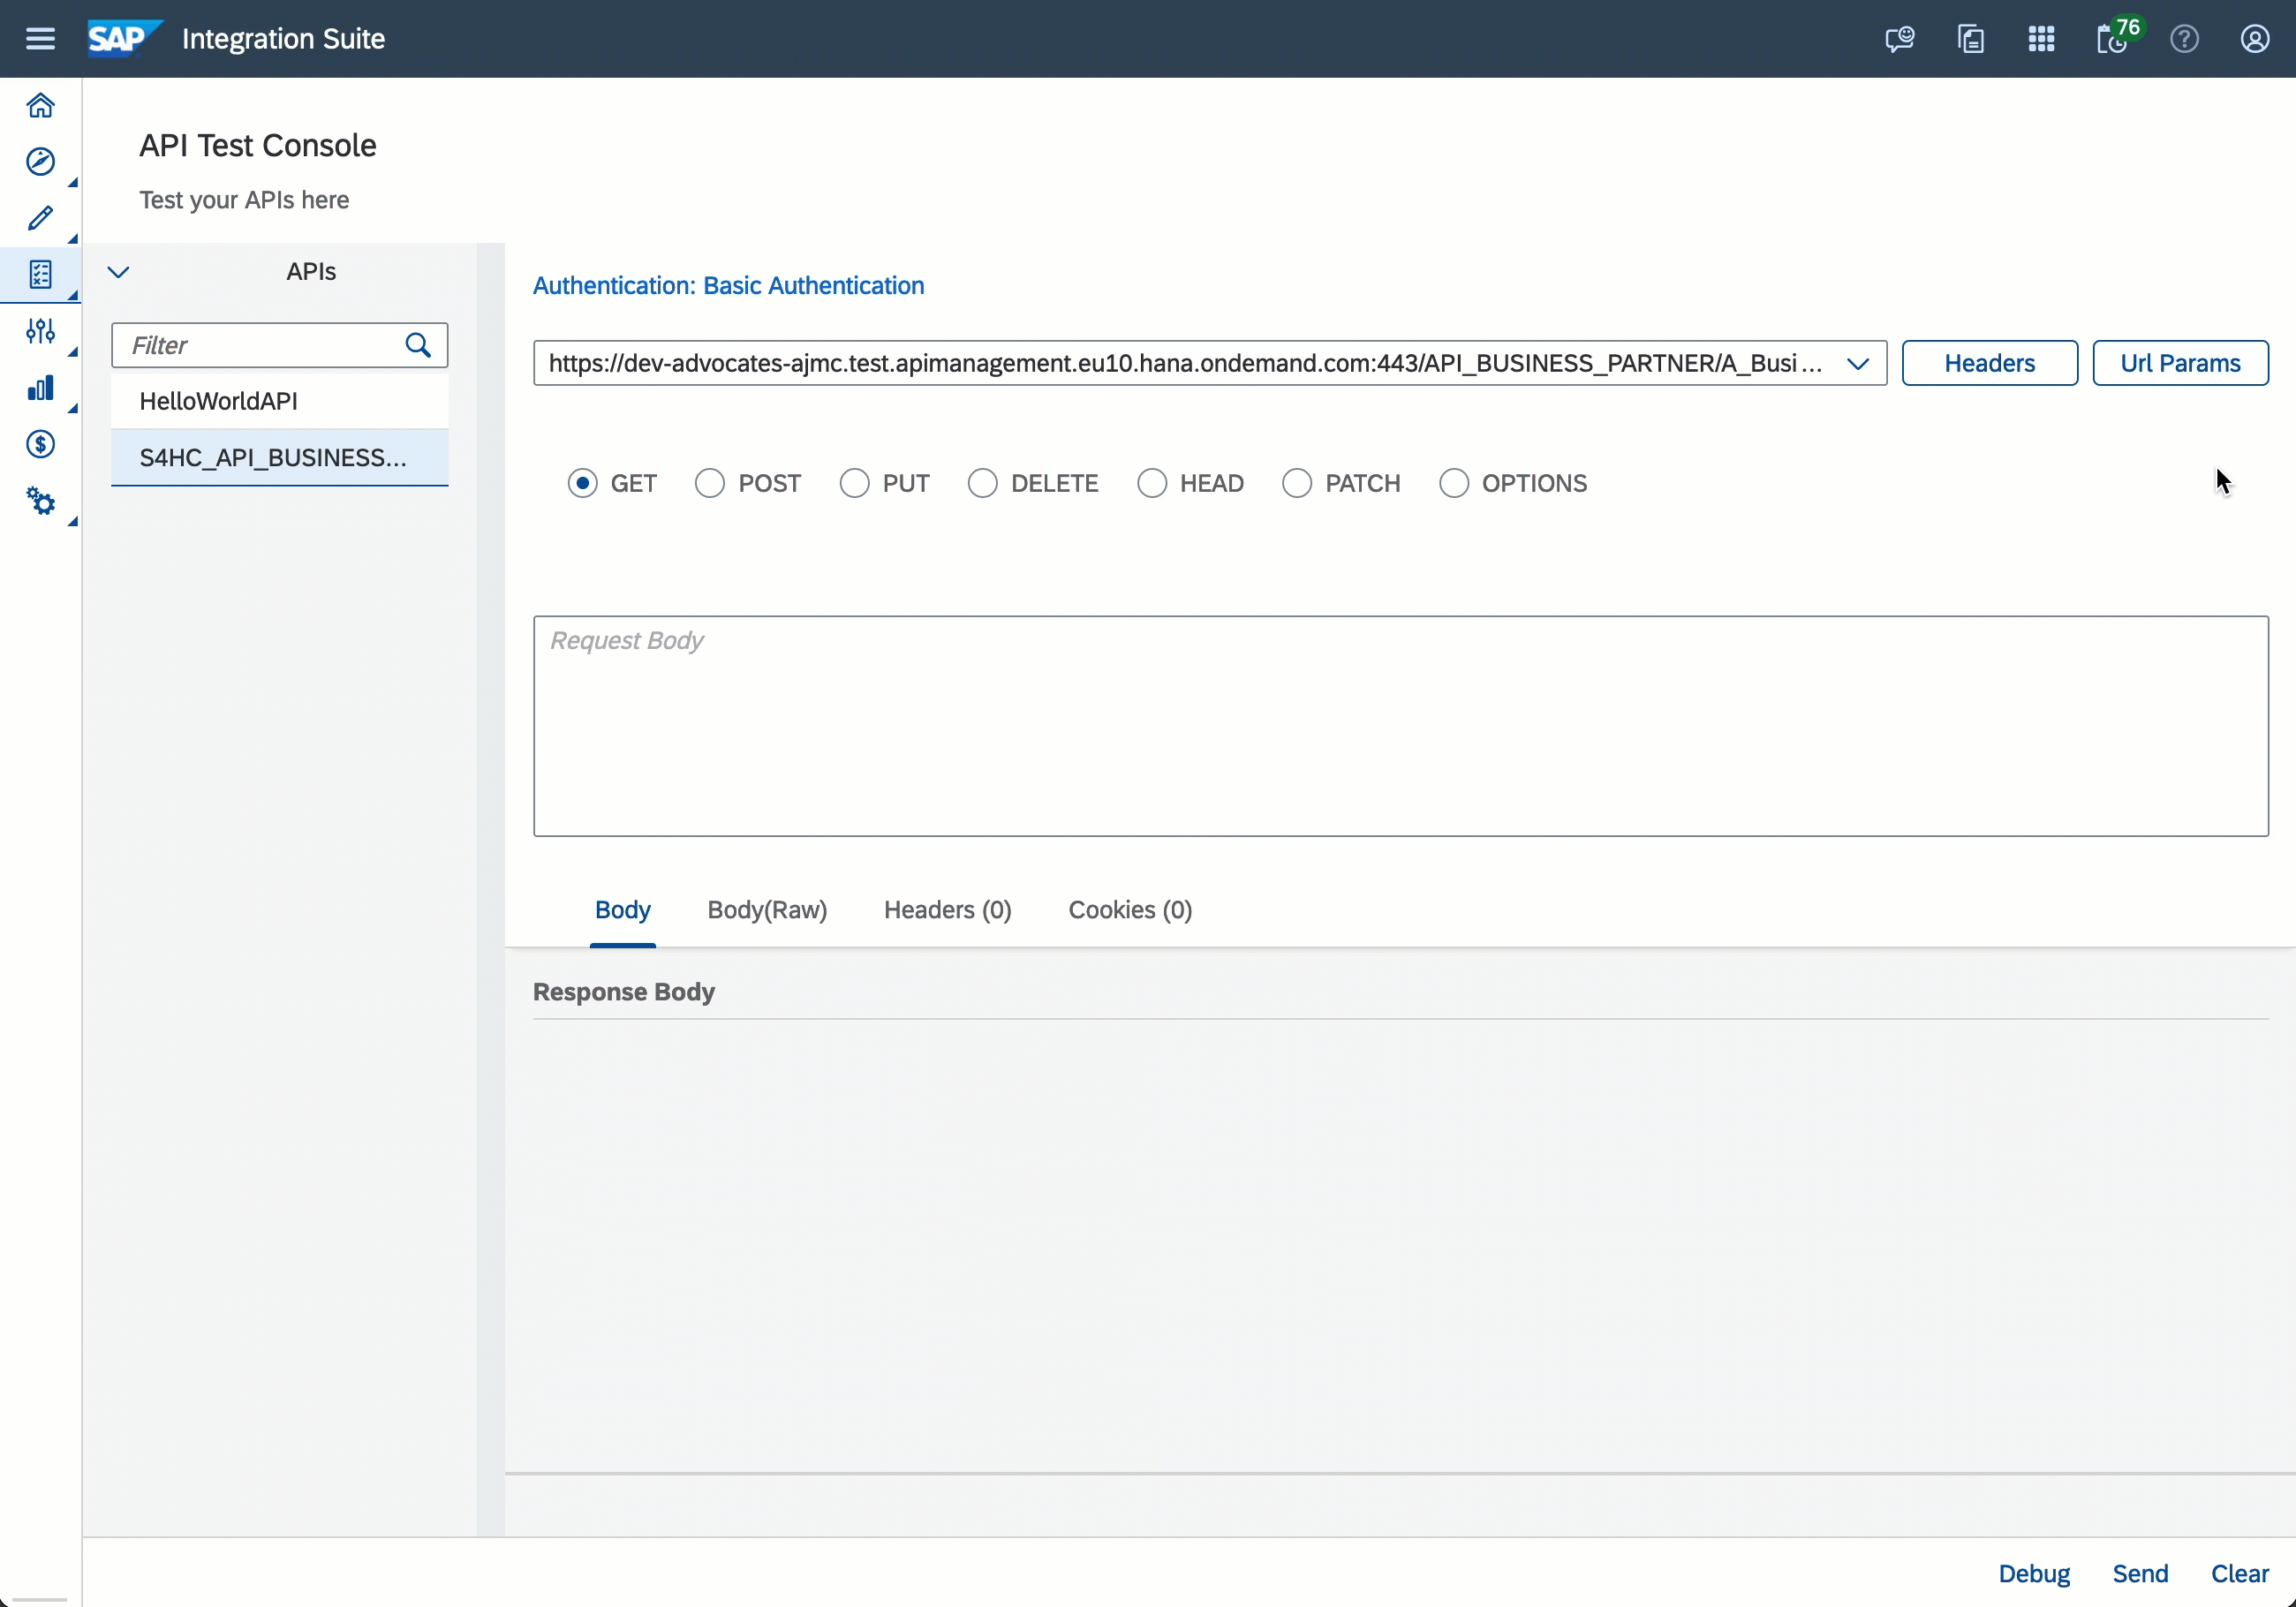 SAP Integration Suite
76
API Test Console
Test your APIs here
APIs
Filter
HelloWorldAPI
S4HC_API_BUSINESS...
Authentication: Basic Authentication
https://dev-advocates-ajmc.test.apimanagement.eu10.hana.ondemand.com:443/API_BUSINESS_PARTNER/A_Busi...
Headers
Url Params
GET POST PUT DELETE HEAD PATCH OPTIONS
Request Body
Body Body(Raw) Headers (0) Cookies (0)
Response Body
Debug Send Clear